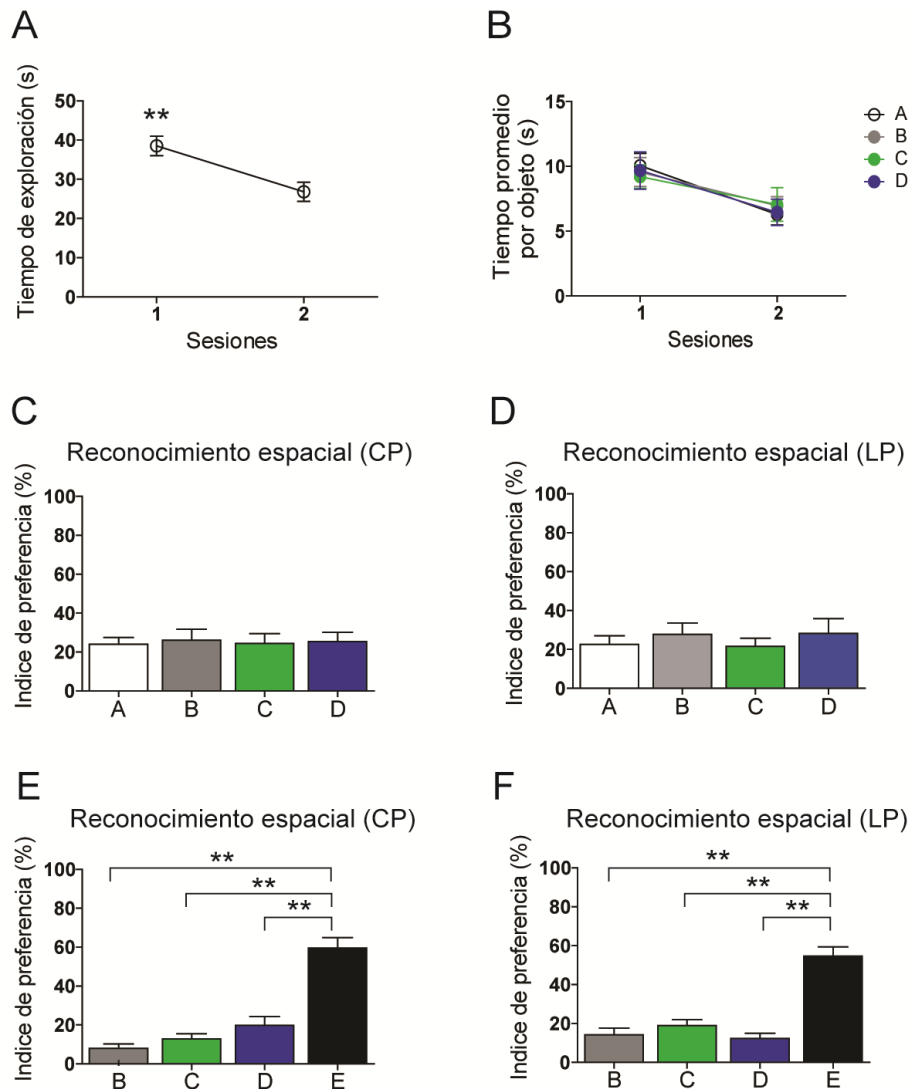 A
Tiempo de exploración (s)
50
40
30
20
10
0
**
1
2
Sesiones
B
Tiempo promedio
por objeto (s)
15
10
5
0
1
2
Sesiones
A
B
C
D
C
Reconocimiento espacial (CP)
Indice de preferencia (%)
100
80
60
40
20
0
A
B
C
D
D
Reconocimiento espacial (LP)
Indice de preferencia (%)
100
80
60
40
20
0
A
B
C
D
E
Reconocimiento espacial (CP)
Indice de preferencia (%)
100
80
60
40
20
0
**
**
**
B
C
D
E
F
Reconocimiento espacial (LP)
Indice de preferencia (%)
100
80
60
40
20
0
**
**
**
B
C
D
E